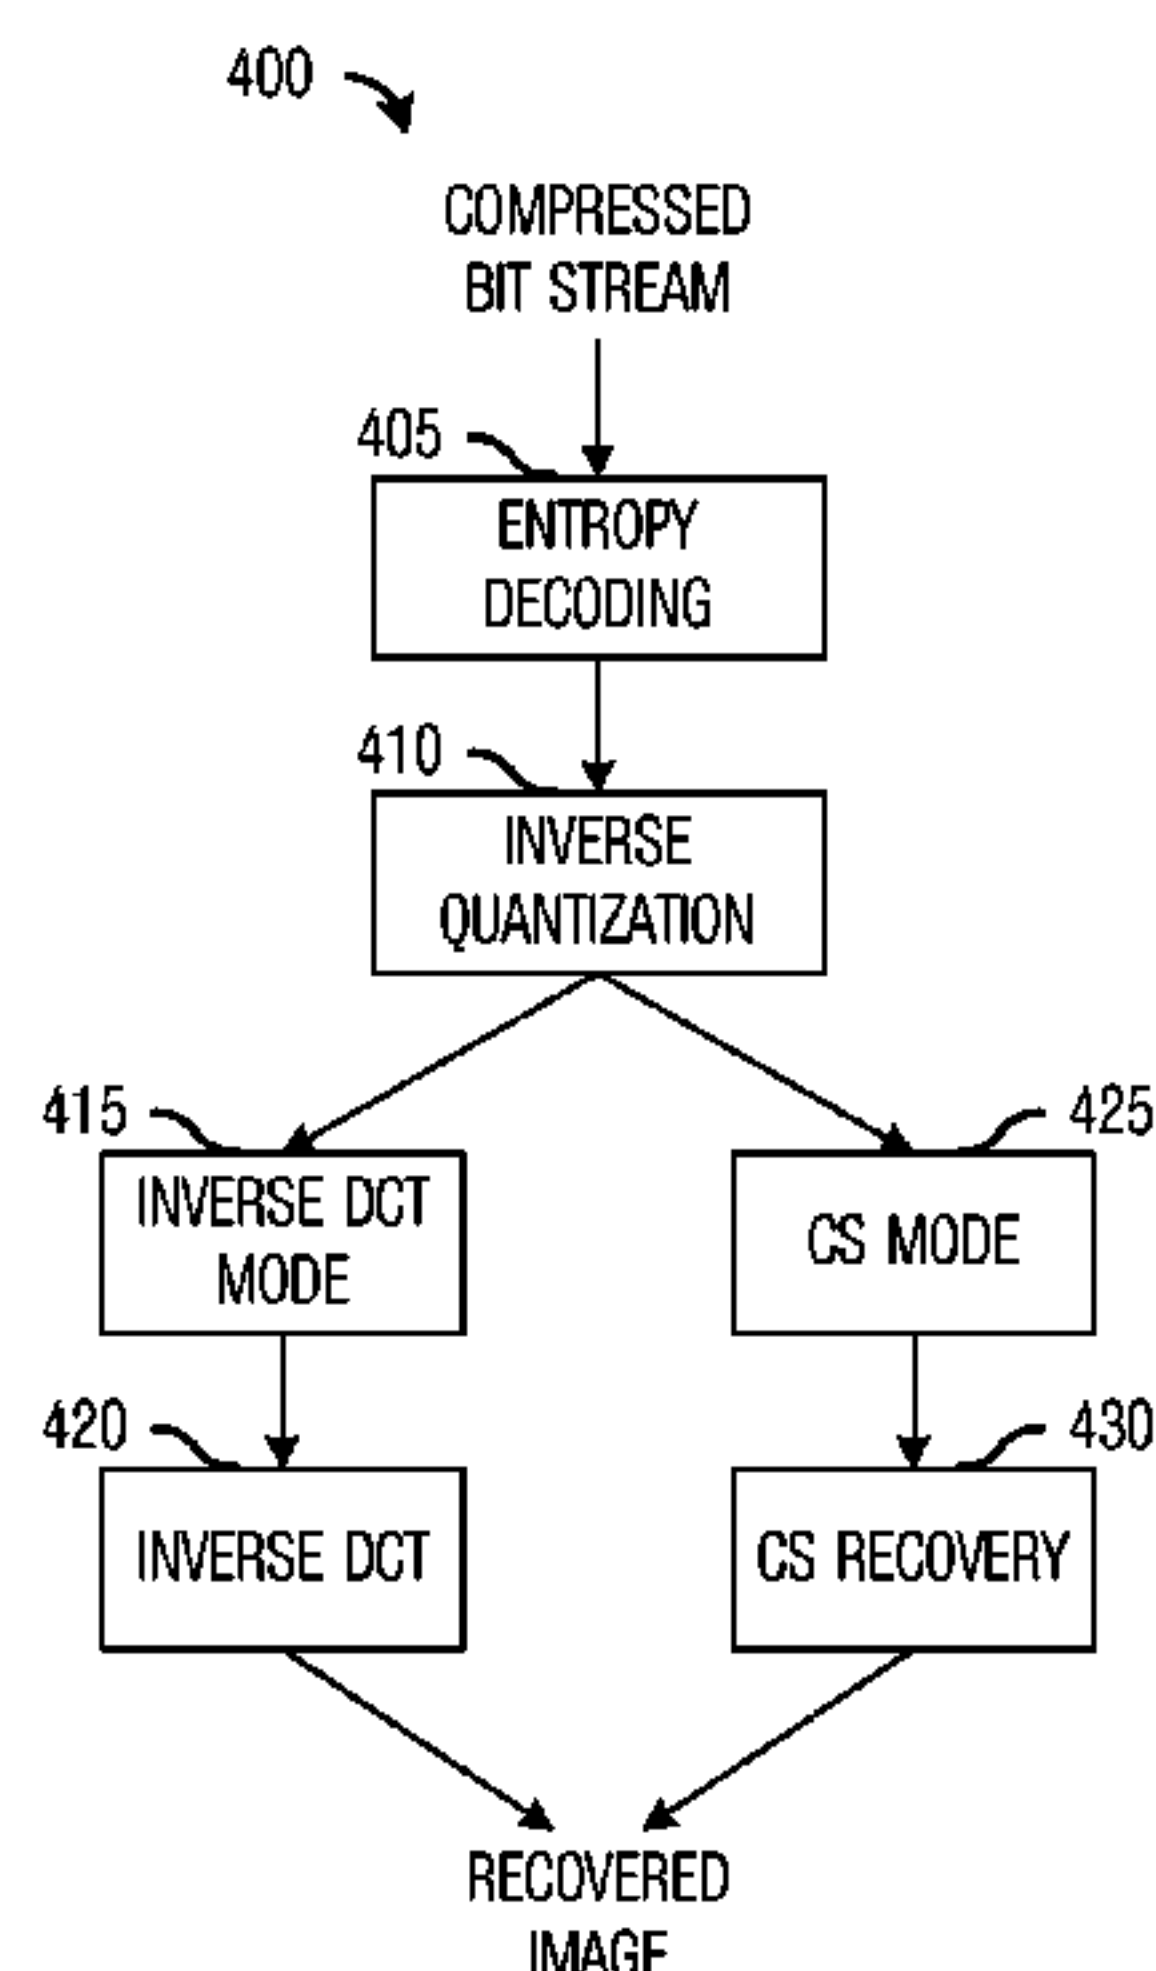 400
COMPRESSED
BIT STREAM
405
ENTROPY
DECODING
410
INVERSE
QUANTIZATION
415
425
INVERSE DCT
MODE
CS MODE
420
430
INVERSE DCT
CS RECOVERY
RECOVERED
IMAGE